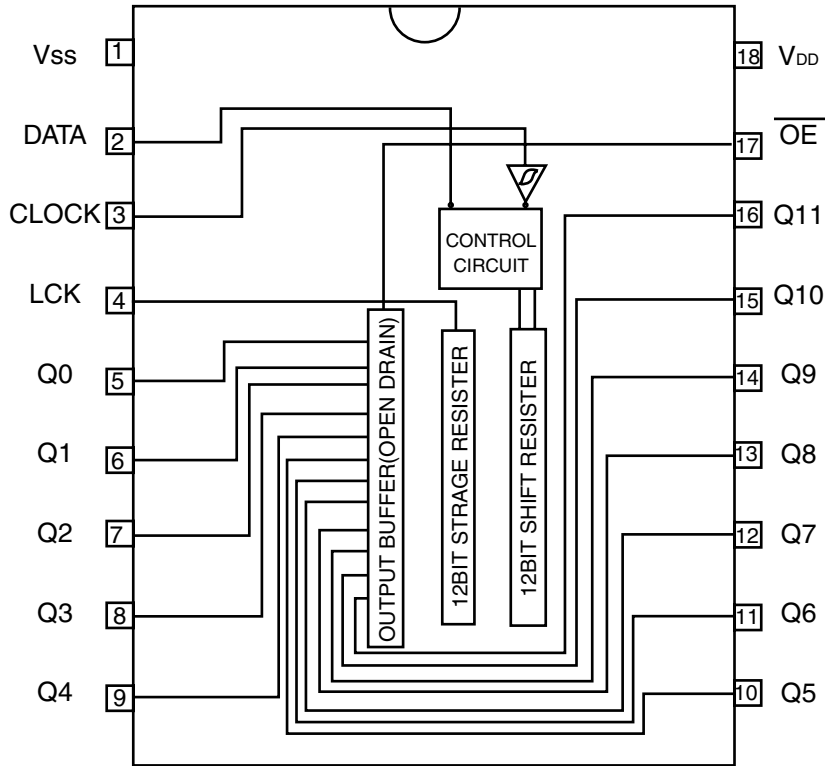 Vss 1
DATA 2
CLOCK 3
LCK 4
Q0 5
Q1 6
Q2 7
Q3 8
Q4 9
18 VDD
17 OE
16 Q11
15 Q10
14 Q9
13 Q8
12 Q7
11 Q6
10 Q5
CONTROL
CIRCUIT
OUTPUT BUFFER(OPEN DRAIN)
12BIT STRAGE RESISTER
12BIT SHIFT RESISTER